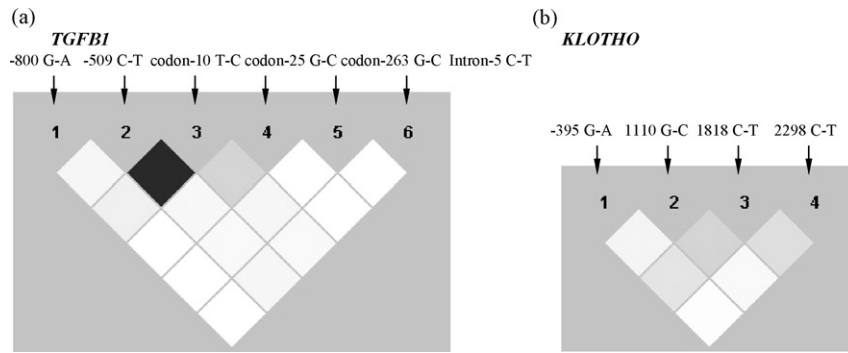 (a)
TGFB1
-800 G-A -509 C-T codon-10 T-C codon-25 G-C codon-263 G-C Intron-5 C-T
1 2 3 4 5 6
(b)
KLOTHO
-395 G-A 1110 G-C 1818 C-T 2298 C-T
1 2 3 4